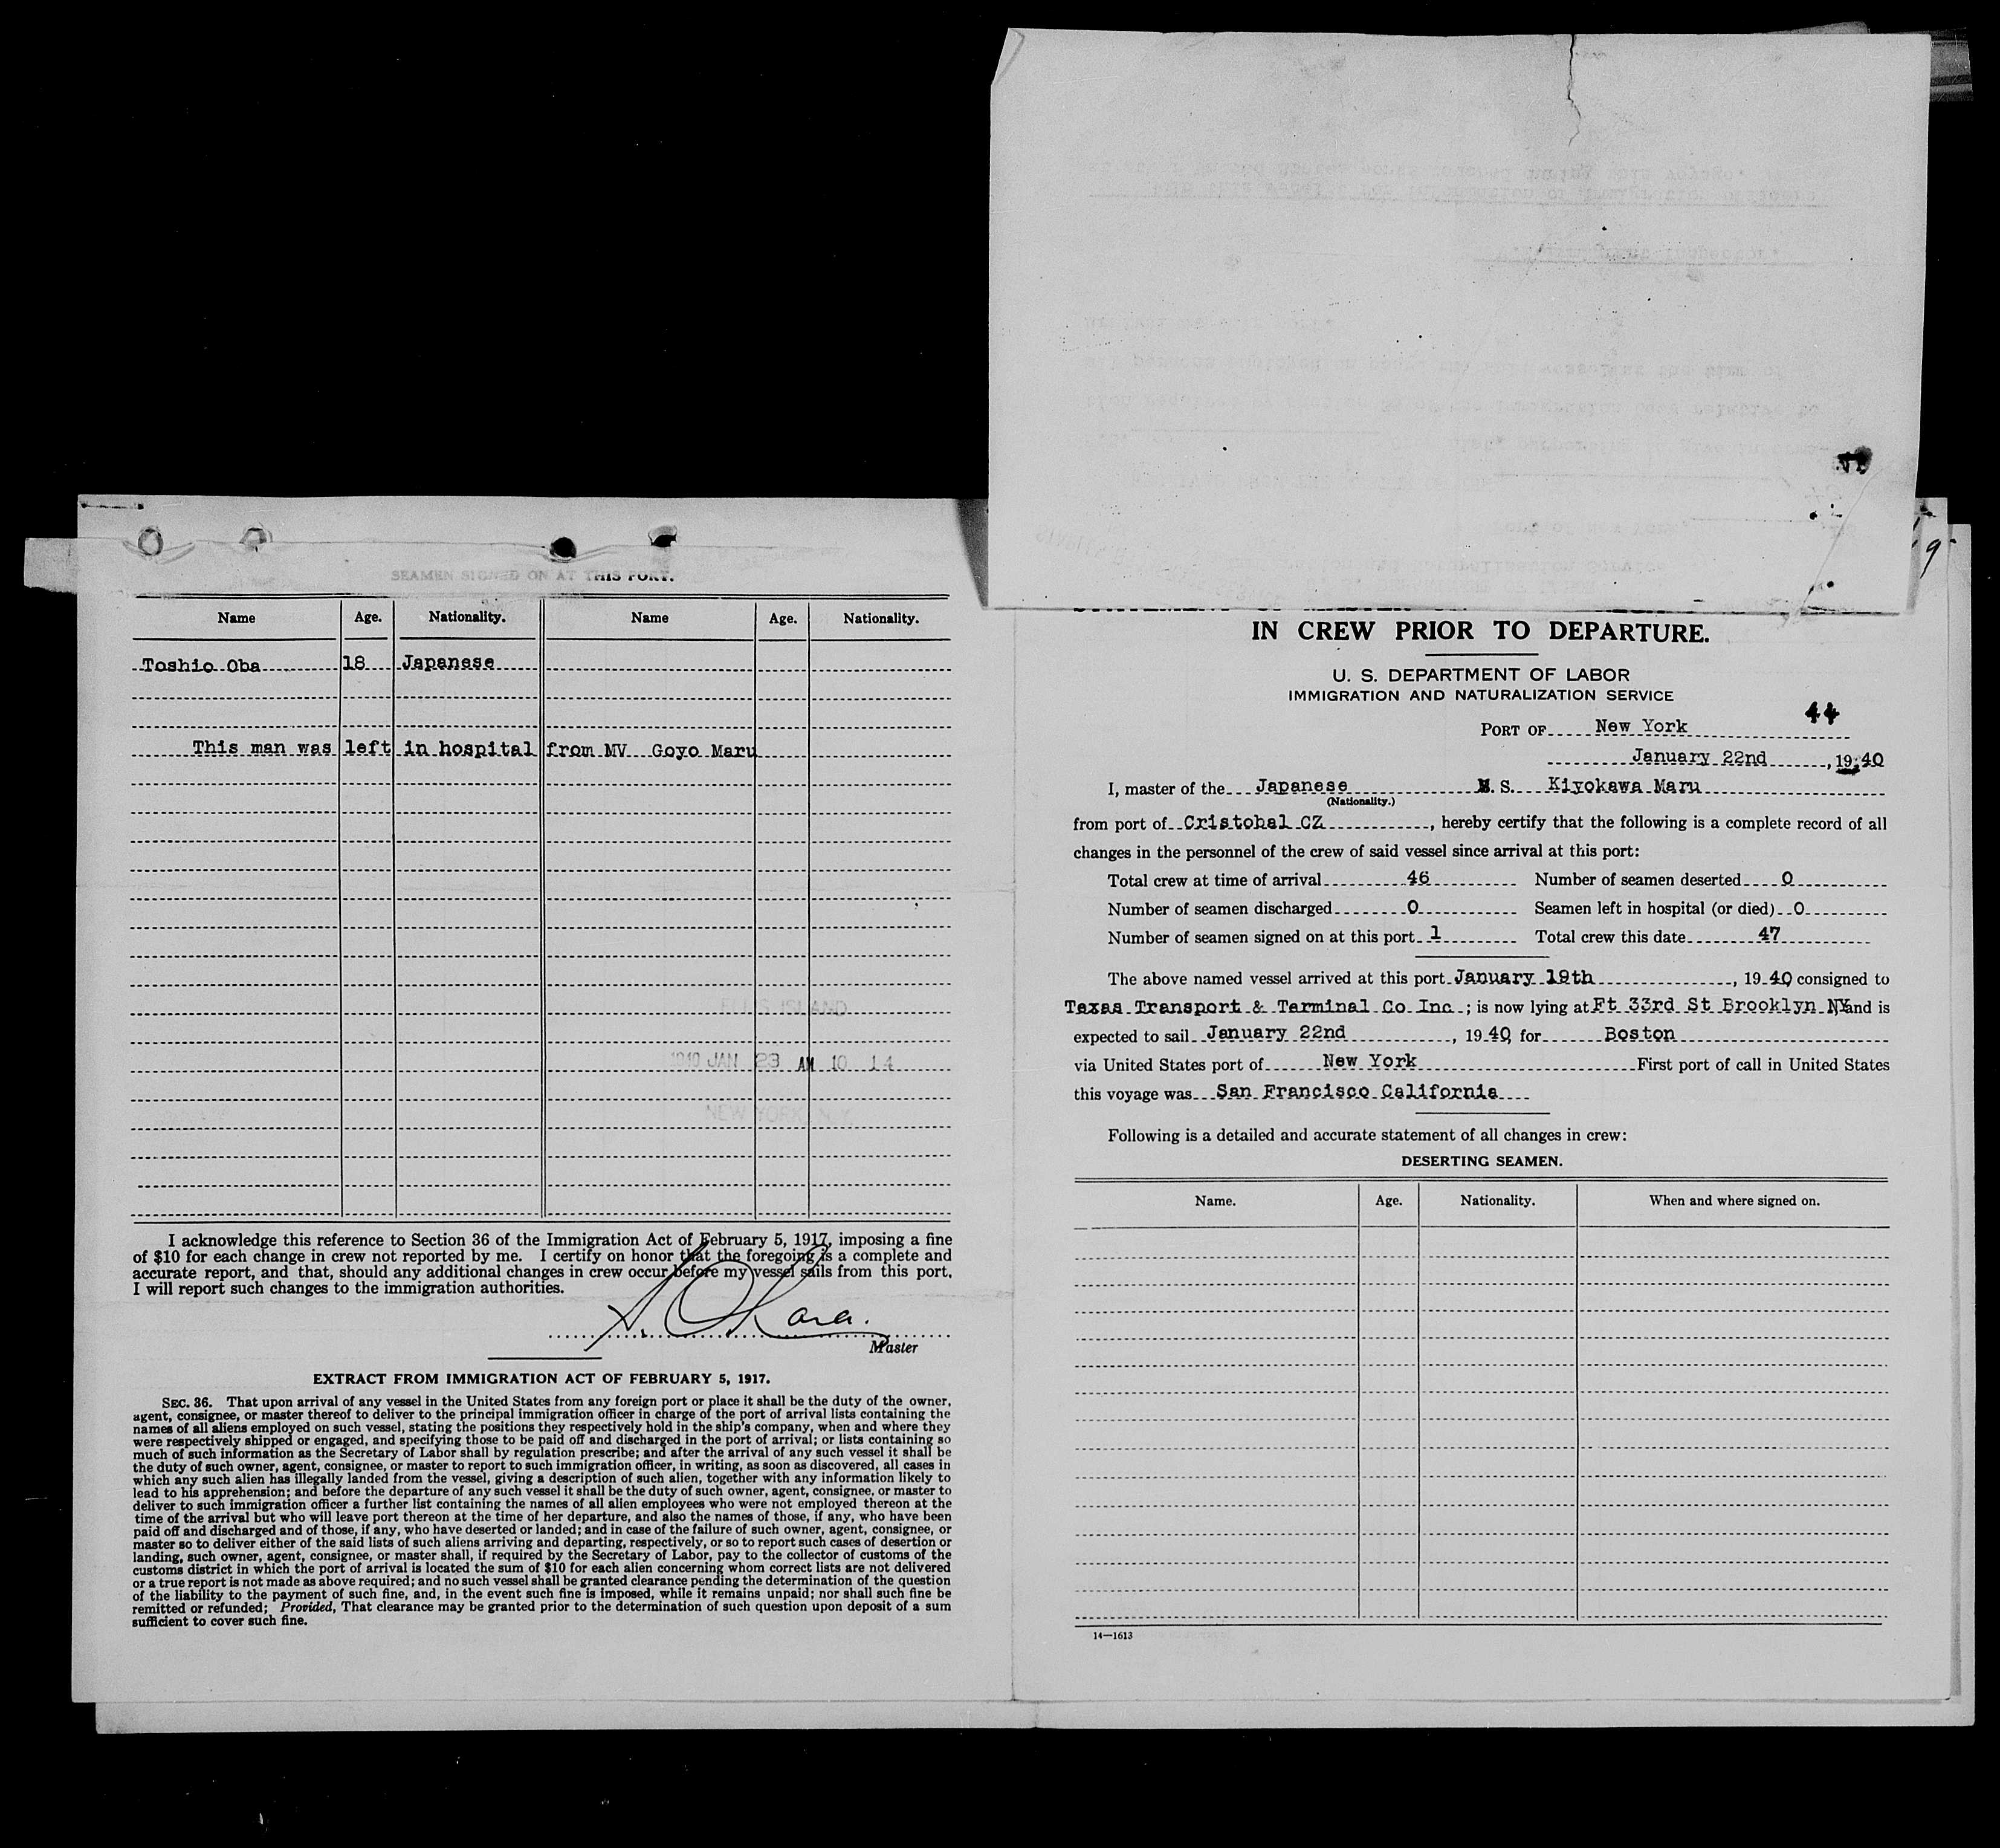 SEAMEN SIGNED ON AT THIS PORT.
Name Age. Nationality. Name Age. Nationality.
Toshio Oba 18 Japanese
This man was left in hospital from MV Goyo Maru
ELLIS ISLAND
1940 JAN 23 AM 10 14
NEW YORK, N.Y.
I acknowledge this reference to Section 36 of the Immigration Act of February 5, 1917, imposing a fine
of $10 for each change in crew not reported by me. I certify on honor that the foregoing is a complete and
accurate report, and that, should any additional changes in crew occur before my vessel sails from this port,
I will report such changes to the immigration authorities.
Master
EXTRACT FROM IMMIGRATION ACT OF FEBRUARY 5, 1917.
SEC. 36. That upon arrival of any vessel in the United States from any foreign port or place it shall be the duty of the owner,
agent, consignee, or master thereof to deliver to the principal immigration officer in charge of the port of arrival lists containing the
names of all aliens employed on such vessel, stating the positions they respectively hold in the ship's company, when and where they
were respectively shipped or engaged, and specifying those to be paid off and discharged in the port of arrival; or lists containing so
much of such information as the Secretary of Labor shall by regulation prescribe; and after the arrival of any such vessel it shall be
the duty of such owner, agent, consignee, or master to report to such immigration officer, in writing, as soon as discovered, all cases in
which any such alien has illegally landed from the vessel, giving a description of such alien, together with any information likely to
lead to his apprehension; and before the departure of any such vessel it shall be the duty of such owner, agent, consignee, or master to
deliver to such immigration officer a further list containing the names of all alien employees who were not employed thereon at the
time of the arrival but who will leave port thereon at the time of her departure, and also the names of those, if any, who have been
paid off and discharged and of those, if any, who have deserted or landed; and in case of the failure of such owner, agent, consignee, or
master so to deliver either of the said lists of such aliens arriving and departing, respectively, or so to report such cases of desertion or
landing, such owner, agent, consignee, or master shall, if required by the Secretary of Labor, pay to the collector of customs of the
customs district in which the port of arrival is located the sum of $10 for each alien concerning whom correct lists are not delivered
or a true report is not made as above required; and no such vessel shall be granted clearance pending the determination of the question
of the liability to the payment of such fine, and, in the event such fine is imposed, while it remains unpaid; nor shall such fine be
remitted or refunded; Provided, That clearance may be granted prior to the determination of such question upon deposit of a sum
sufficient to cover such fine.
IN CREW PRIOR TO DEPARTURE.
U. S. DEPARTMENT OF LABOR
IMMIGRATION AND NATURALIZATION SERVICE
44
PORT OF New York
January 22nd, 1940
I, master of the Japanese M. S. Kiyokawa Maru
(Nationality.)
from port of Cristobal CZ, hereby certify that the following is a complete record of all
changes in the personnel of the crew of said vessel since arrival at this port:
Total crew at time of arrival 46 Number of seamen deserted 0
Number of seamen discharged 0 Seamen left in hospital (or died) 0
Number of seamen signed on at this port 1 Total crew this date 47
The above named vessel arrived at this port January 19th, 1940 consigned to
Texas Transport & Terminal Co Inc; is now lying at Ft 33rd St Brooklyn NY and is
expected to sail January 22nd, 1940 for Boston
via United States port of New York First port of call in United States
this voyage was San Francisco California
Following is a detailed and accurate statement of all changes in crew:
DESERTING SEAMEN.
Name. Age. Nationality. When and where signed on.
14—1613